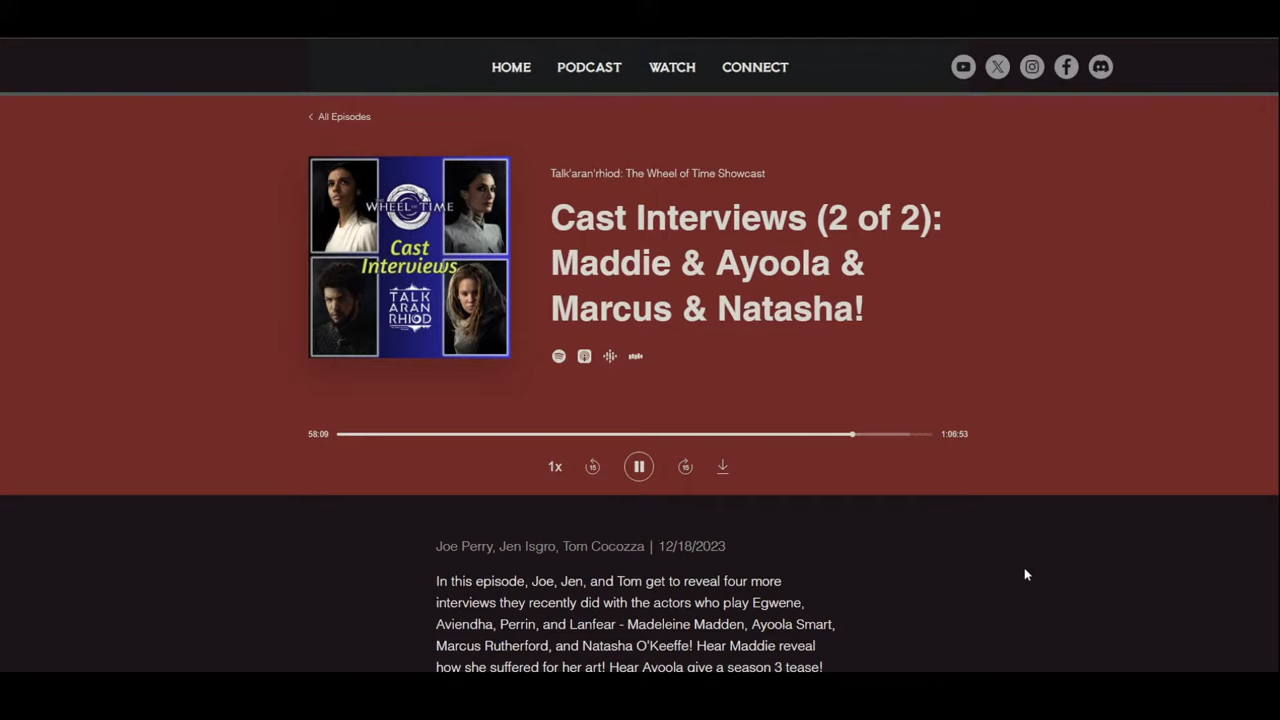 HOME PODCAST WATCH CONNECT
All Episodes
WHEEL OF TIME
Cast
Interviews
TALK
ARAN
RHIOD
Talk'aran'rhiod: The Wheel of Time Showcast
Cast Interviews (2 of 2):
Maddie & Ayoola &
Marcus & Natasha!
58:09
1:06:53
1x
15
15
Joe Perry, Jen Isgro, Tom Cocozza | 12/18/2023
In this episode, Joe, Jen, and Tom get to reveal four more
interviews they recently did with the actors who play Egwene,
Aviendha, Perrin, and Lanfear - Madeleine Madden, Ayoola Smart,
Marcus Rutherford, and Natasha O'Keeffe! Hear Maddie reveal
how she suffered for her art! Hear Ayoola give a season 3 tease!